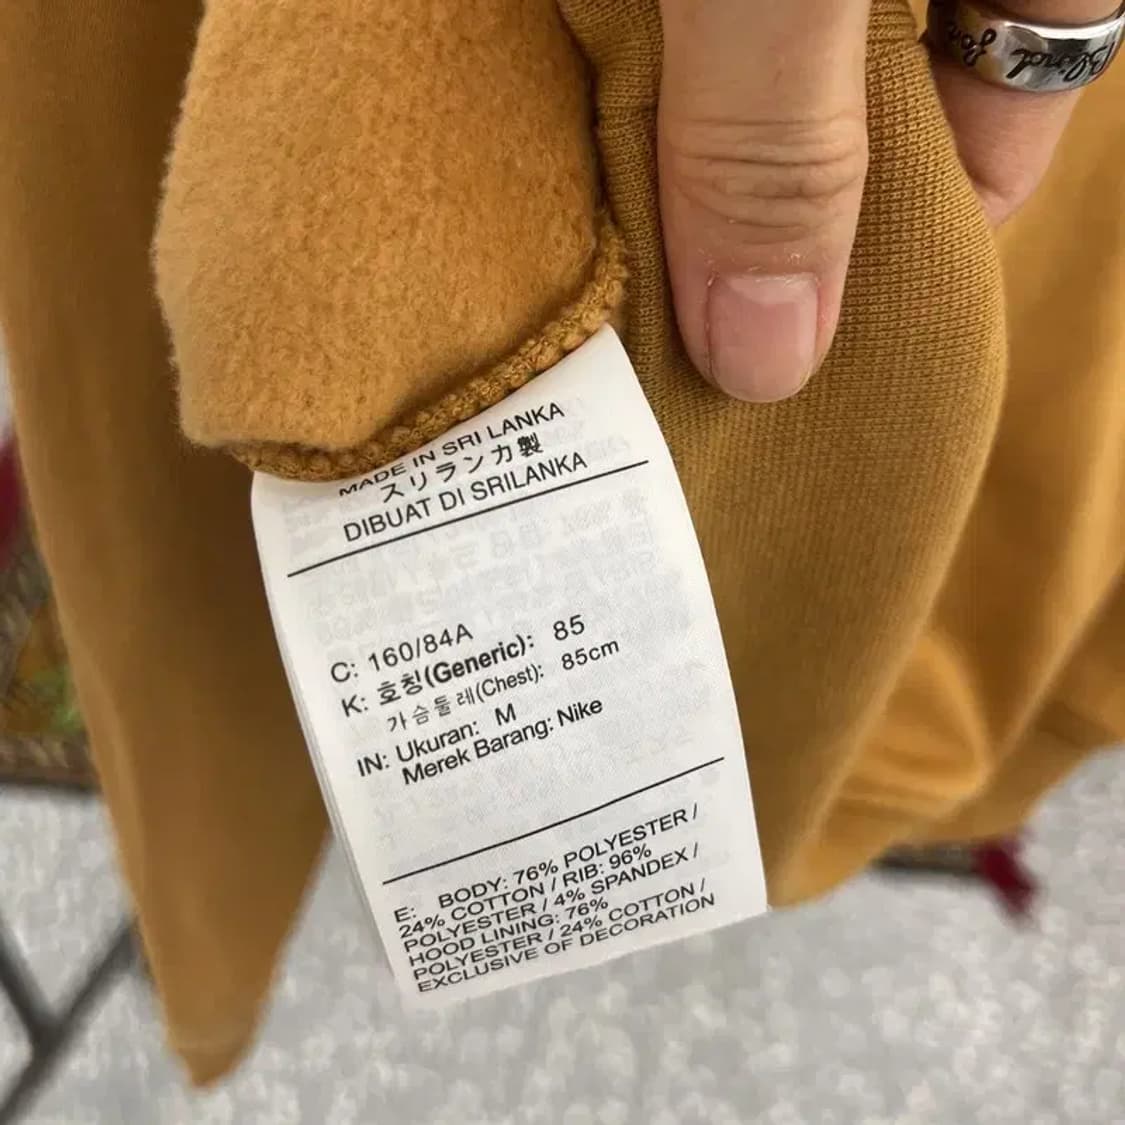 MADE IN SRI LANKA
スリランカ製
DIBUAT DI SRILANKA
C: 160/84A
K: 호칭(Generic): 85
가슴둘레(Chest): 85cm
IN: Ukuran: M
Merek Barang: Nike
E: BODY: 76% POLYESTER /
24% COTTON / RIB: 96%
POLYESTER / 4% SPANDEX /
HOOD LINING: 76%
POLYESTER / 24% COTTON /
EXCLUSIVE OF DECORATION
Blind for